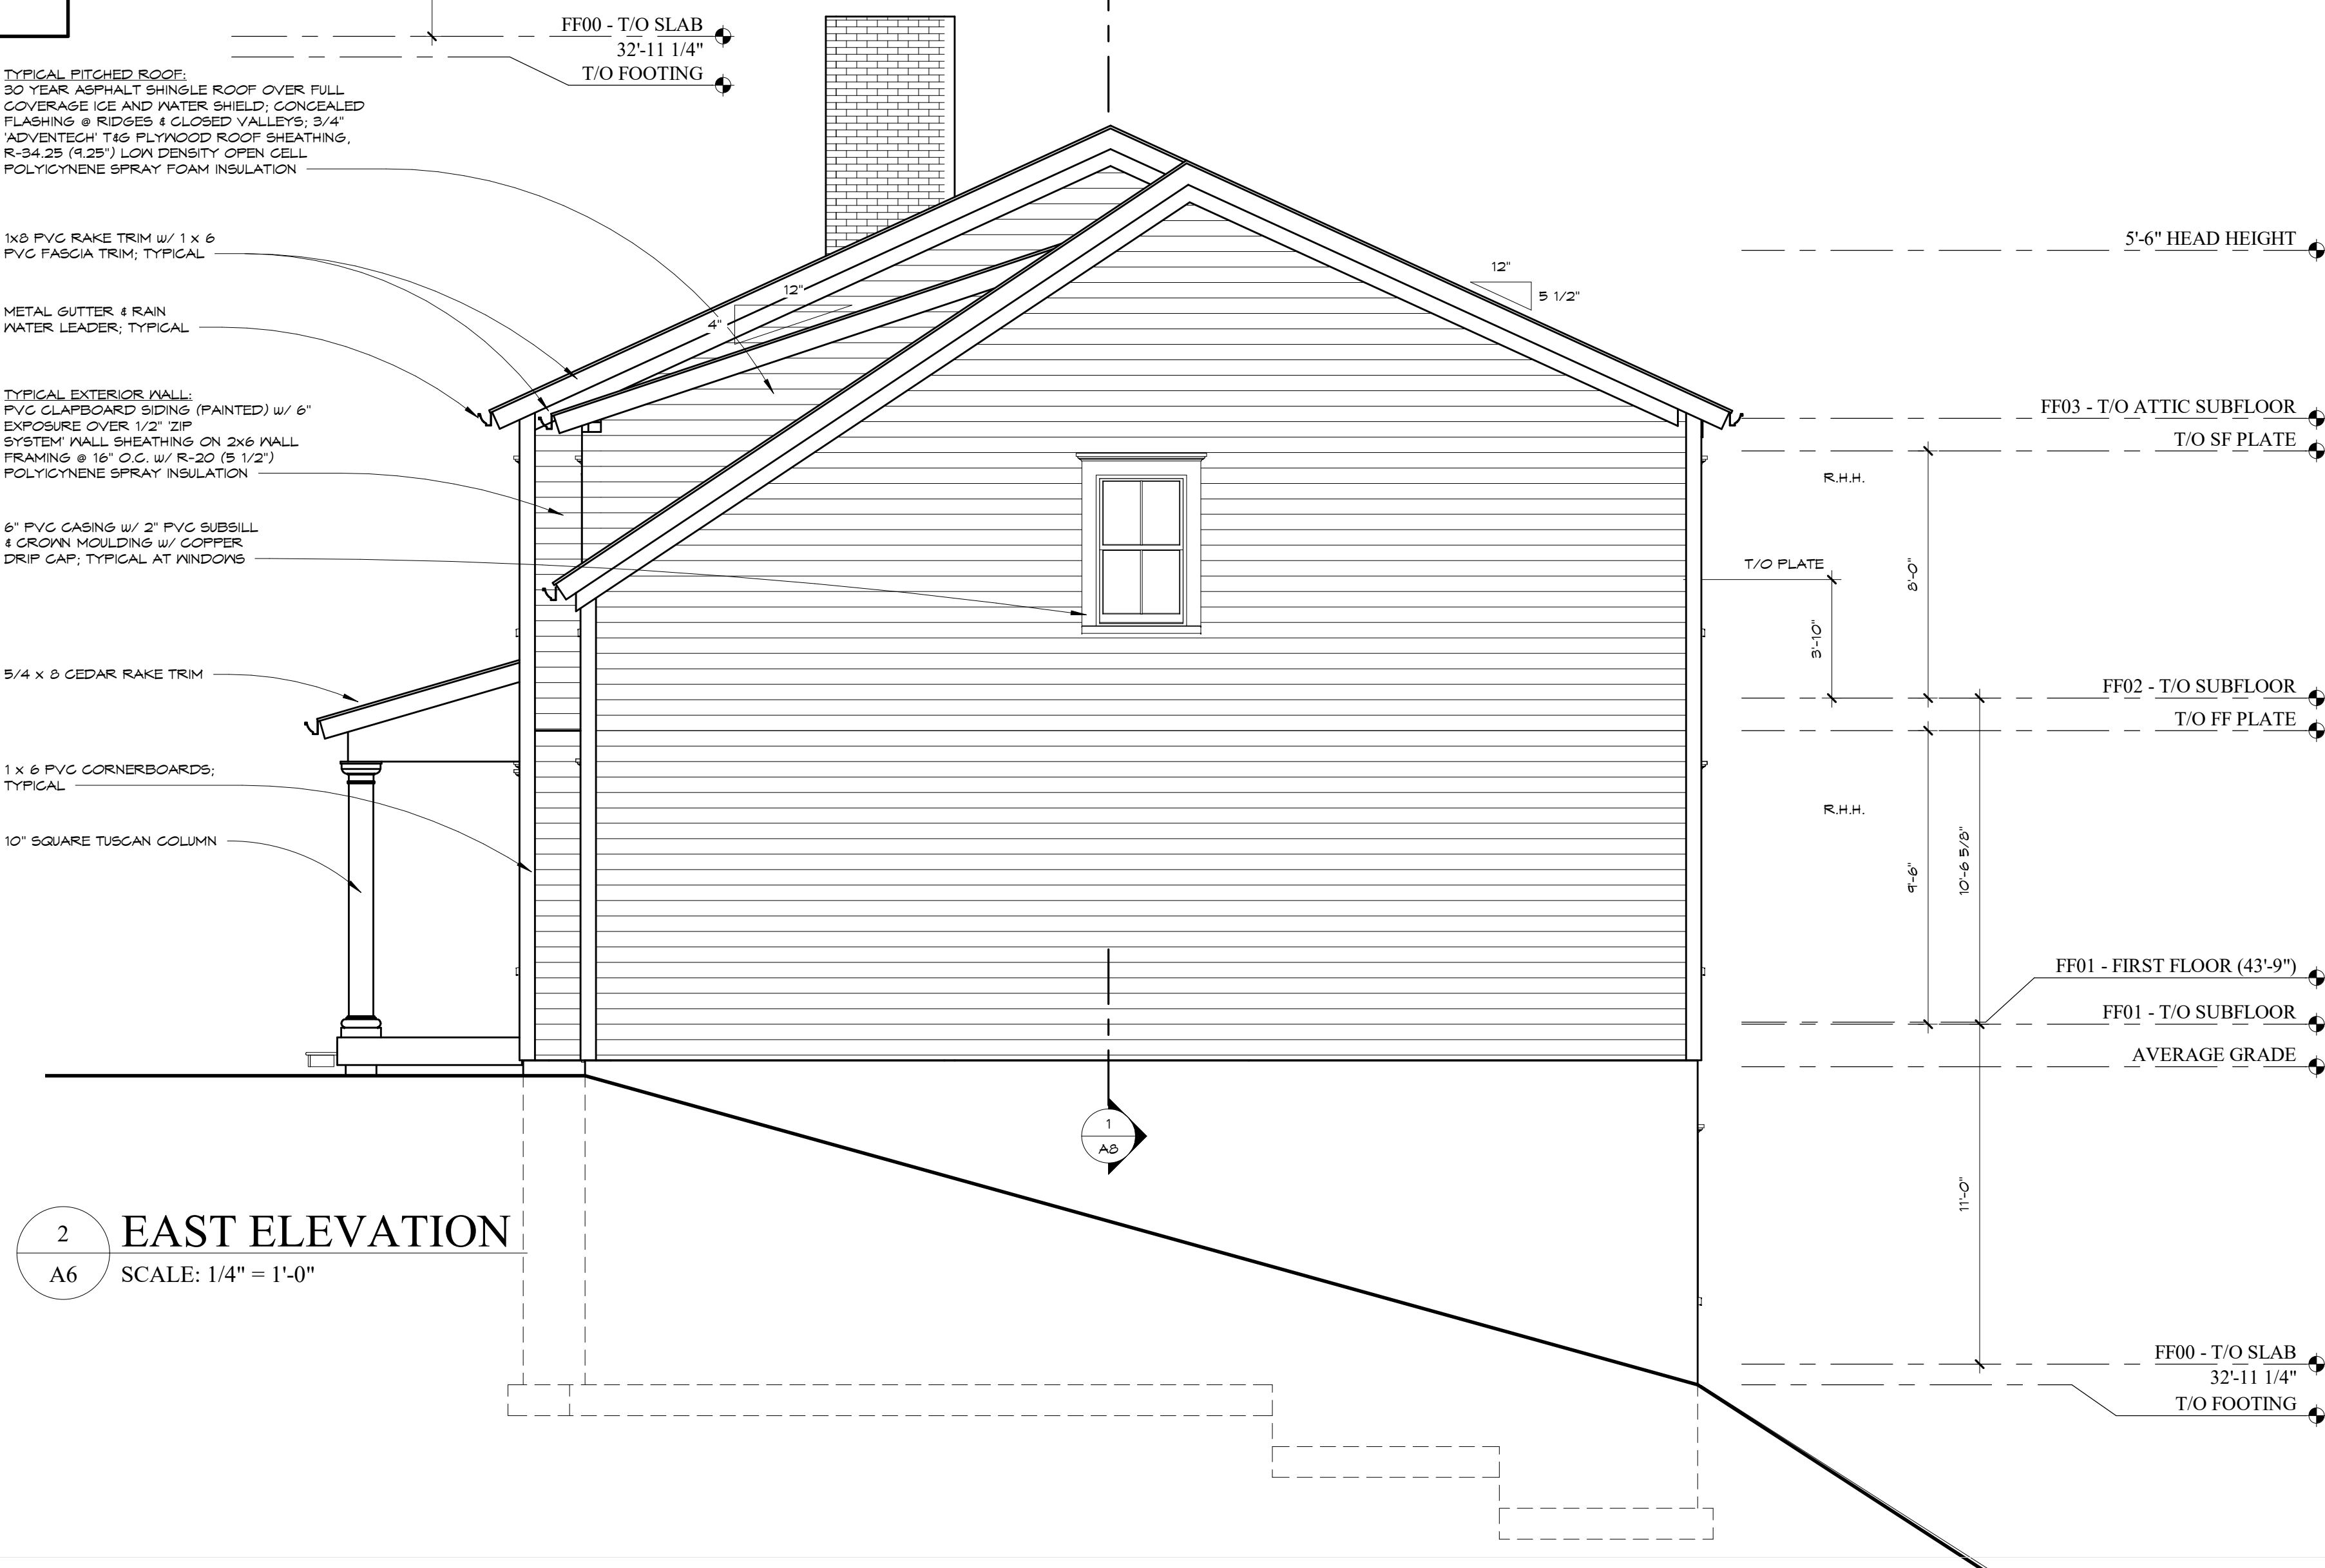 FF00 - T/O SLAB
32'-11 1/4"
T/O FOOTING
TYPICAL PITCHED ROOF:
30 YEAR ASPHALT SHINGLE ROOF OVER FULL
COVERAGE ICE AND WATER SHIELD; CONCEALED
FLASHING @ RIDGES & CLOSED VALLEYS; 3/4"
'ADVENTECH' T&G PLYWOOD ROOF SHEATHING,
R-34.25 (9.25") LOW DENSITY OPEN CELL
POLYICYNENE SPRAY FOAM INSULATION
1x8 PVC RAKE TRIM w/ 1 x 6
PVC FASCIA TRIM; TYPICAL
METAL GUTTER & RAIN
WATER LEADER; TYPICAL
TYPICAL EXTERIOR WALL:
PVC CLAPBOARD SIDING (PAINTED) w/ 6"
EXPOSURE OVER 1/2" 'ZIP
SYSTEM' WALL SHEATHING ON 2x6 WALL
FRAMING @ 16" O.C. w/ R-20 (5 1/2")
POLYICYNENE SPRAY INSULATION
6" PVC CASING w/ 2" PVC SUBSILL
& CROWN MOULDING w/ COPPER
DRIP CAP; TYPICAL AT WINDOWS
5/4 x 8 CEDAR RAKE TRIM
1 x 6 PVC CORNERBOARDS;
TYPICAL
10" SQUARE TUSCAN COLUMN
12"
4"
12"
5 1/2"
5'-6" HEAD HEIGHT
FF03 - T/O ATTIC SUBFLOOR
T/O SF PLATE
R.H.H.
T/O PLATE
8'-0"
3'-10"
FF02 - T/O SUBFLOOR
T/O FF PLATE
R.H.H.
9'-6"
10'-6 5/8"
FF01 - FIRST FLOOR (43'-9")
FF01 - T/O SUBFLOOR
AVERAGE GRADE
1
A8
11'-0"
2
A6
EAST ELEVATION
SCALE: 1/4" = 1'-0"
FF00 - T/O SLAB
32'-11 1/4"
T/O FOOTING